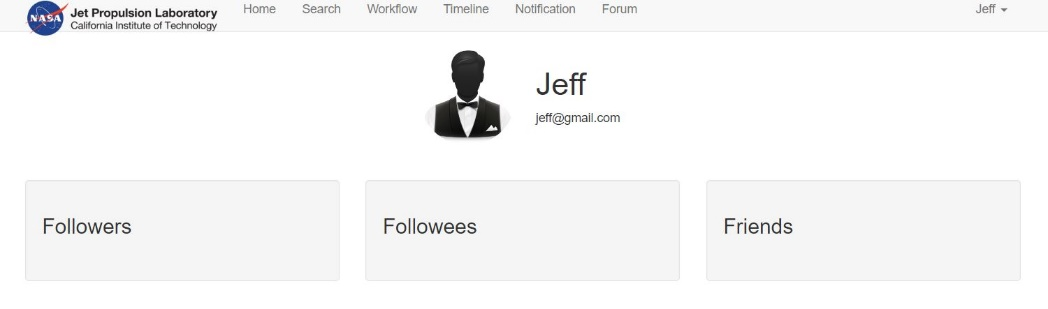 NASA
Jet Propulsion Laboratory
California Institute of Technology
Home Search Workflow Timeline Notification Forum Jeff
Jeff
jeff@gmail.com
Followers Followees Friends